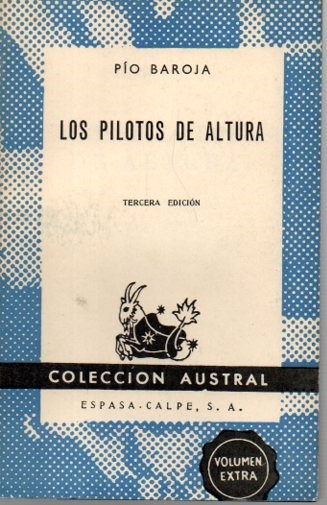 PÍO BAROJA
LOS PILOTOS DE ALTURA
TERCERA EDICIÓN
COLECCION AUSTRAL
ESPASA-CALPE, S. A.
VOLUMEN
EXTRA